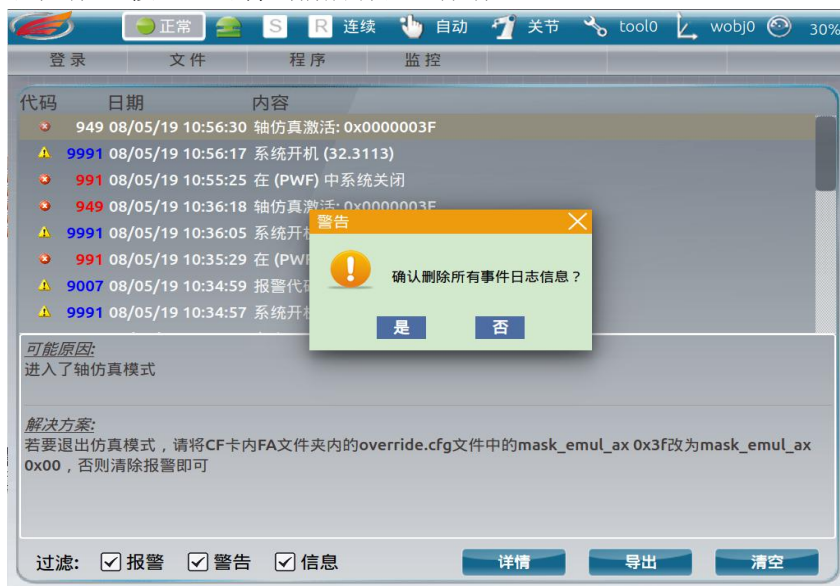 正常 S R 连续 自动 关节 tool0 wobj0 30%
登录 文件 程序 监控
代码 日期 内容
949 08/05/19 10:56:30 轴仿真激活: 0x0000003F
9991 08/05/19 10:56:17 系统开机 (32.3113)
991 08/05/19 10:55:25 在 (PWF) 中系统关闭
949 08/05/19 10:36:18 轴仿真激活: 0x0000003F
9991 08/05/19 10:36:05 系统开机
991 08/05/19 10:35:29 在 (PWF
9007 08/05/19 10:34:59 报警代码
9991 08/05/19 10:34:57 系统开机
警告
确认删除所有事件日志信息？
是 否
可能原因:
进入了轴仿真模式
解决方案:
若要退出仿真模式，请将CF卡内FA文件夹内的override.cfg文件中的mask_emul_ax 0x3f改为mask_emul_ax
0x00，否则清除报警即可
过滤: 报警 警告 信息 详情 导出 清空